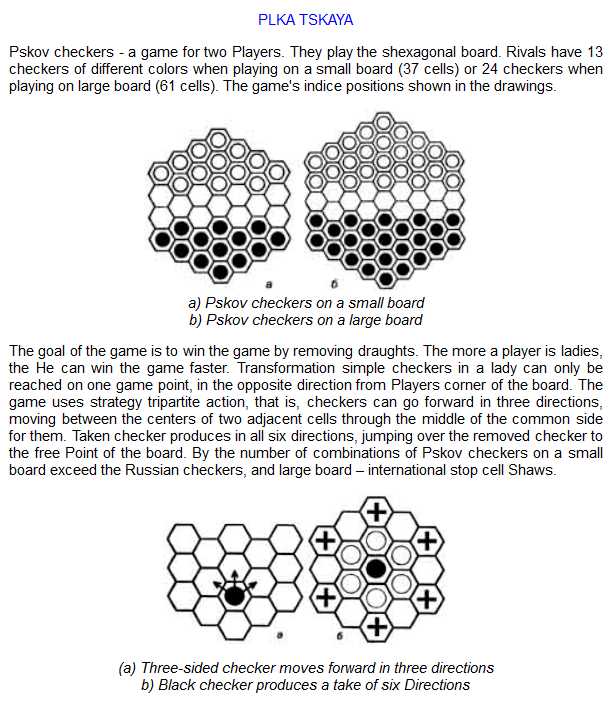 PLKA TSKAYA
Pskov checkers - a game for two Players. They play the shexagonal board. Rivals have 13
checkers of different colors when playing on a small board (37 cells) or 24 checkers when
playing on large board (61 cells). The game's indice positions shown in the drawings.
а б
a) Pskov checkers on a small board
b) Pskov checkers on a large board
The goal of the game is to win the game by removing draughts. The more a player is ladies,
the He can win the game faster. Transformation simple checkers in a lady can only be
reached on one game point, in the opposite direction from Players corner of the board. The
game uses strategy tripartite action, that is, checkers can go forward in three directions,
moving between the centers of two adjacent cells through the middle of the common side
for them. Taken checker produces in all six directions, jumping over the removed checker to
the free Point of the board. By the number of combinations of Pskov checkers on a small
board exceed the Russian checkers, and large board – international stop cell Shaws.
а б
(a) Three-sided checker moves forward in three directions
b) Black checker produces a take of six Directions